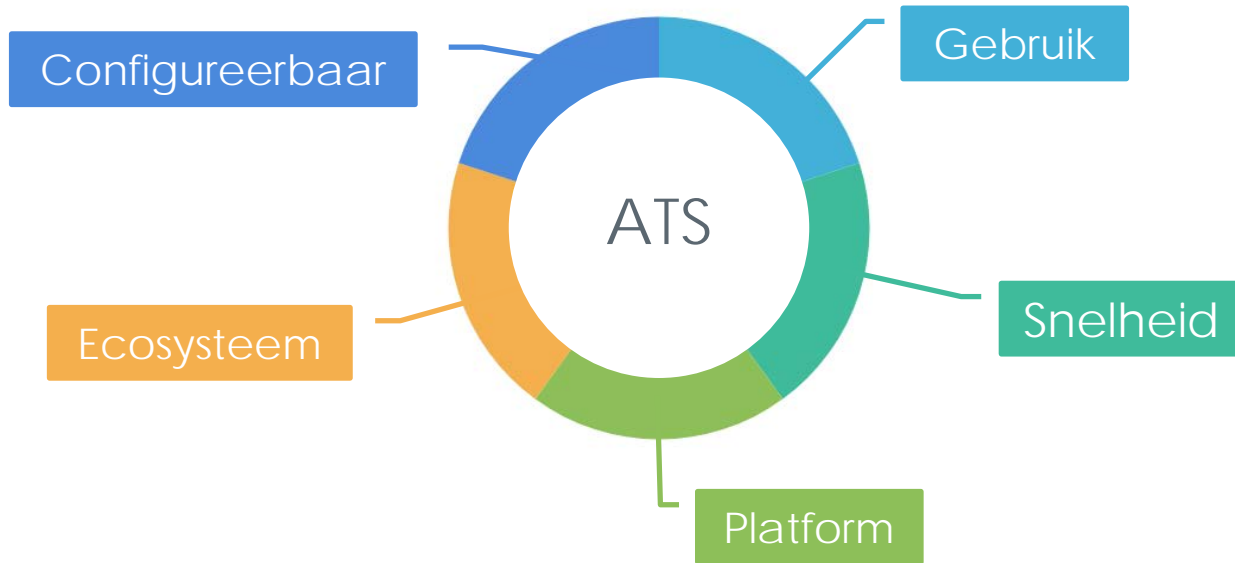 Configureerbaar
Gebruik
ATS
Ecosysteem
Snelheid
Platform